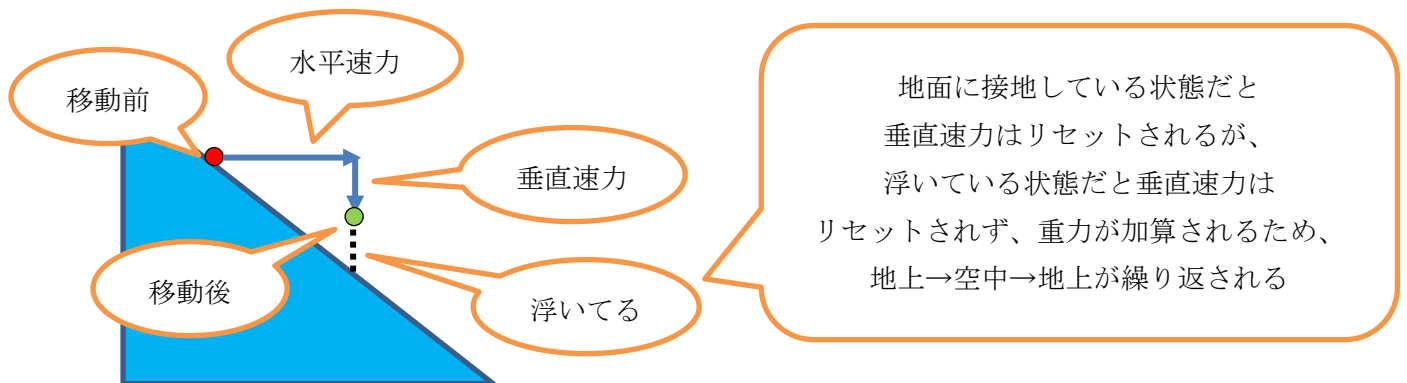 水平速力
移動前
垂直速力
移動後
浮いてる
地面に接地している状態だと
垂直速力はリセットされるが、
浮いている状態だと垂直速力は
リセットされず、重力が加算されるため、
地上→空中→地上が繰り返される